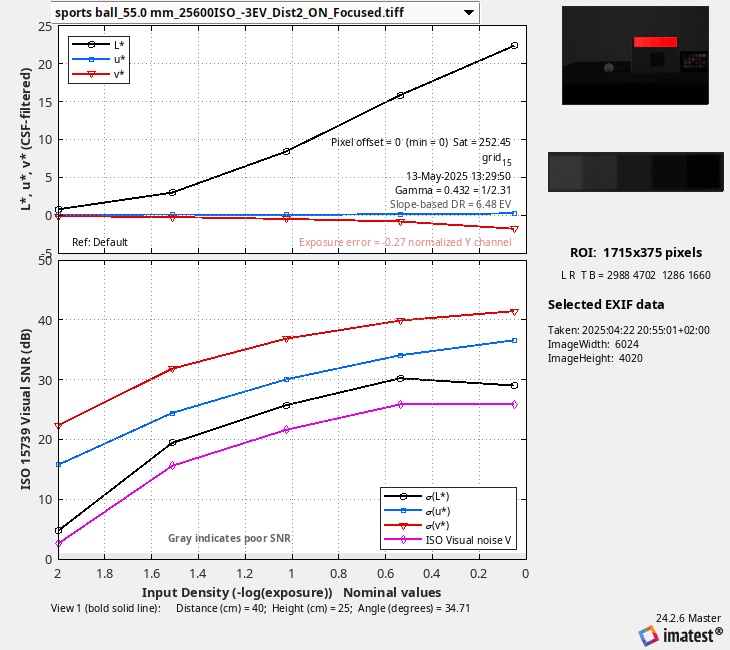 sports ball_55.0 mm_25600ISO_-3EV_Dist2_ON_Focused.tiff
L*, u*, v* (CSF-filtered)
25
20
15
10
5
0
-5
L*
u*
v*
Pixel offset = 0 (min = 0) Sat = 252.45
grid15
13-May-2025 13:29:50
Gamma = 0.432 = 1/2.31
Slope-based DR = 6.48 EV
Ref: Default
Exposure error = -0.27 normalized Y channel
ISO 15739 Visual SNR (dB)
50
40
30
20
10
0
σ(L*)
σ(u*)
σ(v*)
ISO Visual noise V
Gray indicates poor SNR
2 1.8 1.6 1.4 1.2 1 0.8 0.6 0.4 0.2 0
Input Density (-log(exposure)) Nominal values
View 1 (bold solid line): Distance (cm) = 40; Height (cm) = 25; Angle (degrees) = 34.71
ROI: 1715x375 pixels
L R T B = 2988 4702 1286 1660
Selected EXIF data
Taken: 2025:04:22 20:55:01+02:00
ImageWidth: 6024
ImageHeight: 4020
24.2.6 Master
imatest®